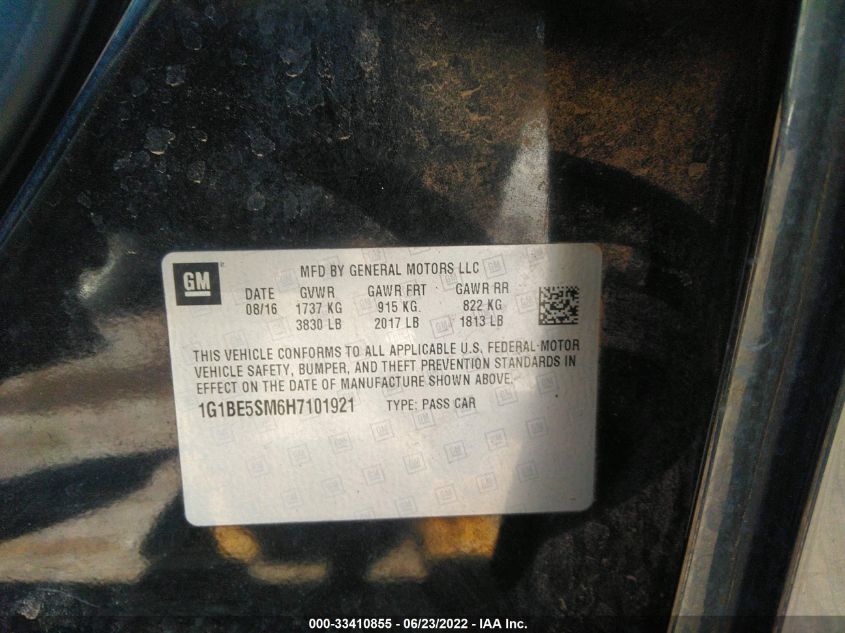 GM
MFD BY GENERAL MOTORS LLC
DATE GVWR GAWR FRT GAWR RR
08/16 1737 KG 915 KG 822 KG
3830 LB 2017 LB 1813 LB
THIS VEHICLE CONFORMS TO ALL APPLICABLE U.S. FEDERAL-MOTOR
VEHICLE SAFETY, BUMPER, AND THEFT PREVENTION STANDARDS IN
EFFECT ON THE DATE OF MANUFACTURE SHOWN ABOVE.
1G1BE5SM6H7101921 TYPE: PASS CAR
000-33410855 - 06/23/2022 - IAA Inc.